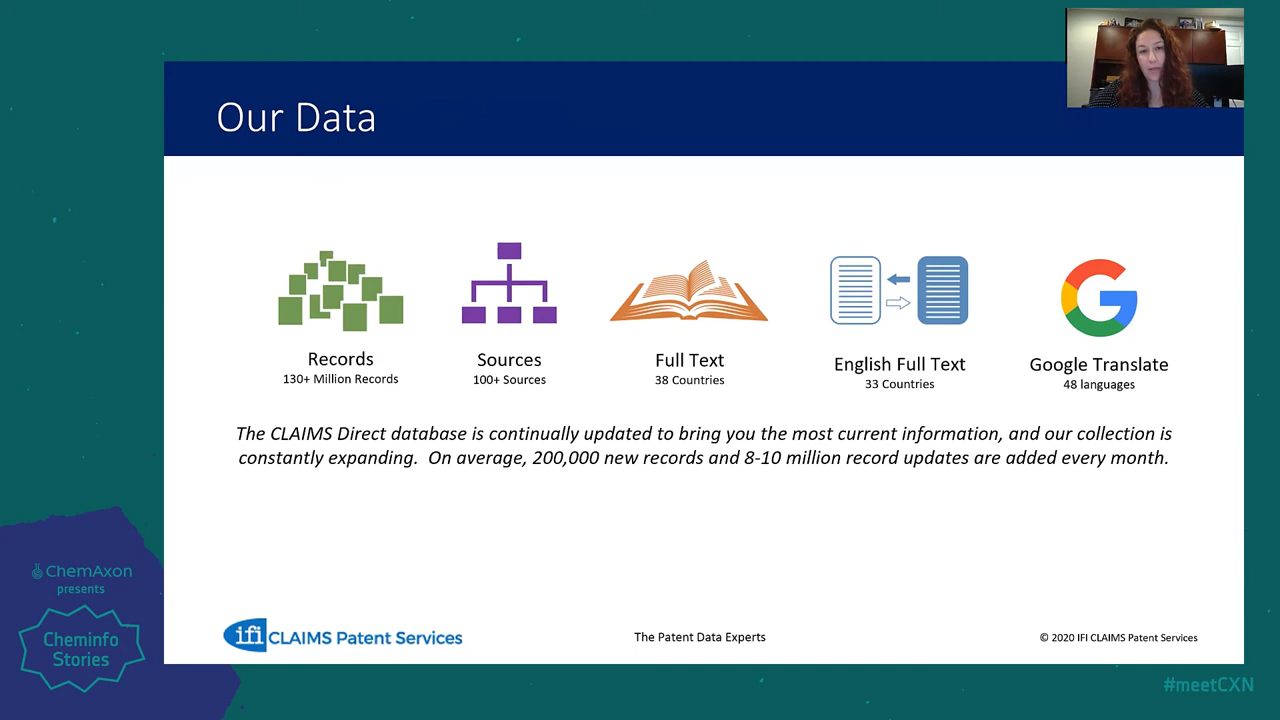 Our Data
Records
130+ Million Records
Sources
100+ Sources
Full Text
38 Countries
English Full Text
33 Countries
Google Translate
48 languages
The CLAIMS Direct database is continually updated to bring you the most current information, and our collection is
constantly expanding.  On average, 200,000 new records and 8-10 million record updates are added every month.
ChemAxon
presents
Cheminfo
Stories
ifi CLAIMS Patent Services
The Patent Data Experts
© 2020 IFI CLAIMS Patent Services
#meetCXN